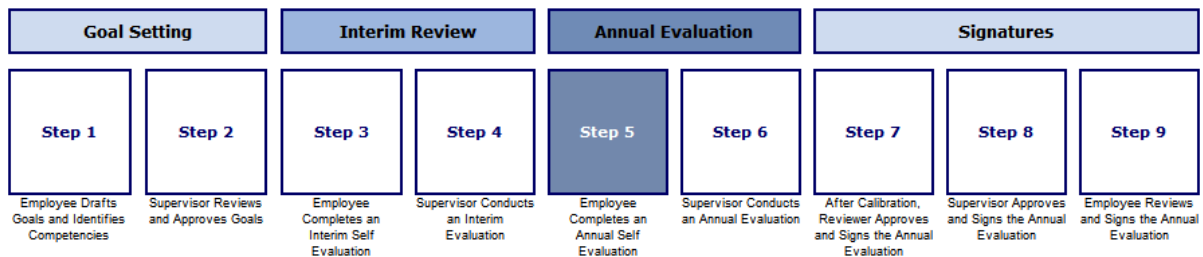 Goal Setting
Interim Review
Annual Evaluation
Signatures
Step 1
Step 2
Step 3
Step 4
Step 5
Step 6
Step 7
Step 8
Step 9
Employee Drafts
Goals and Identifies
Competencies
Supervisor Reviews
and Approves Goals
Employee
Completes an
Interim Self
Evaluation
Supervisor Conducts
an Interim
Evaluation
Employee
Completes an
Annual Self
Evaluation
Supervisor Conducts
an Annual Evaluation
After Calibration,
Reviewer Approves
and Signs the Annual
Evaluation
Supervisor Approves
and Signs the Annual
Evaluation
Employee Reviews
and Signs the Annual
Evaluation